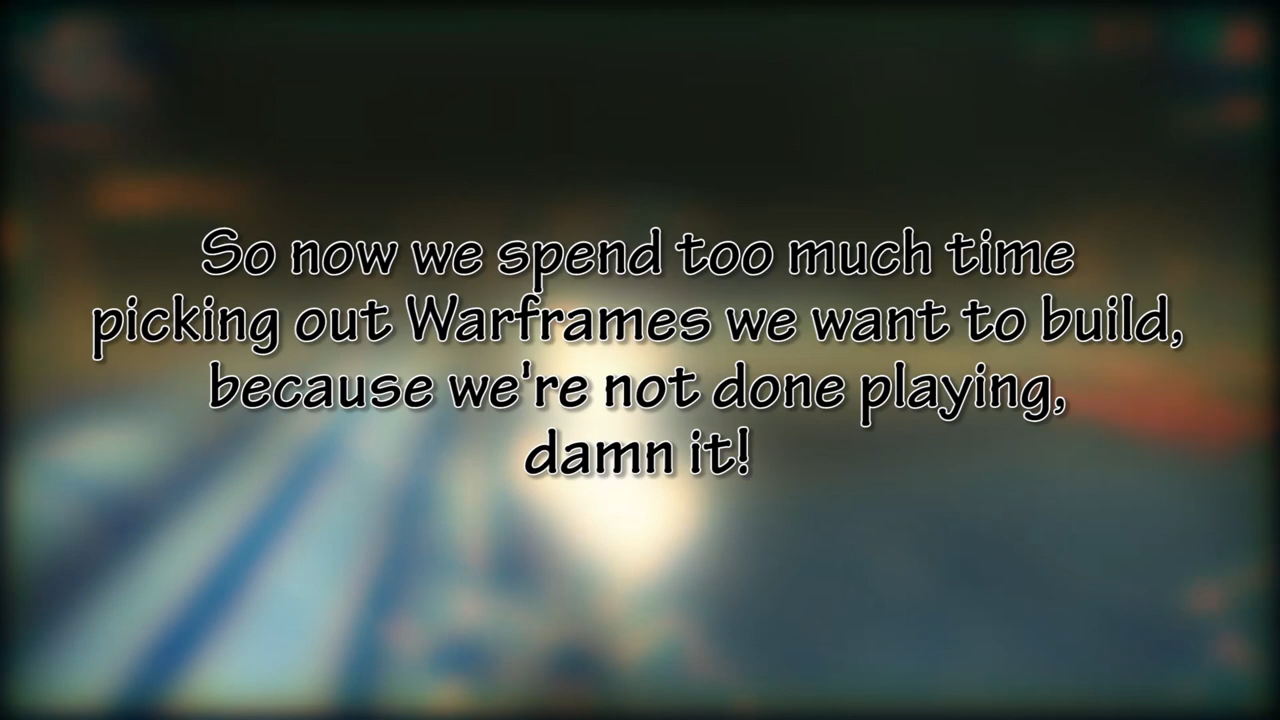 So now we spend too much time
picking out Warframes we want to build,
because we're not done playing,
damn it!